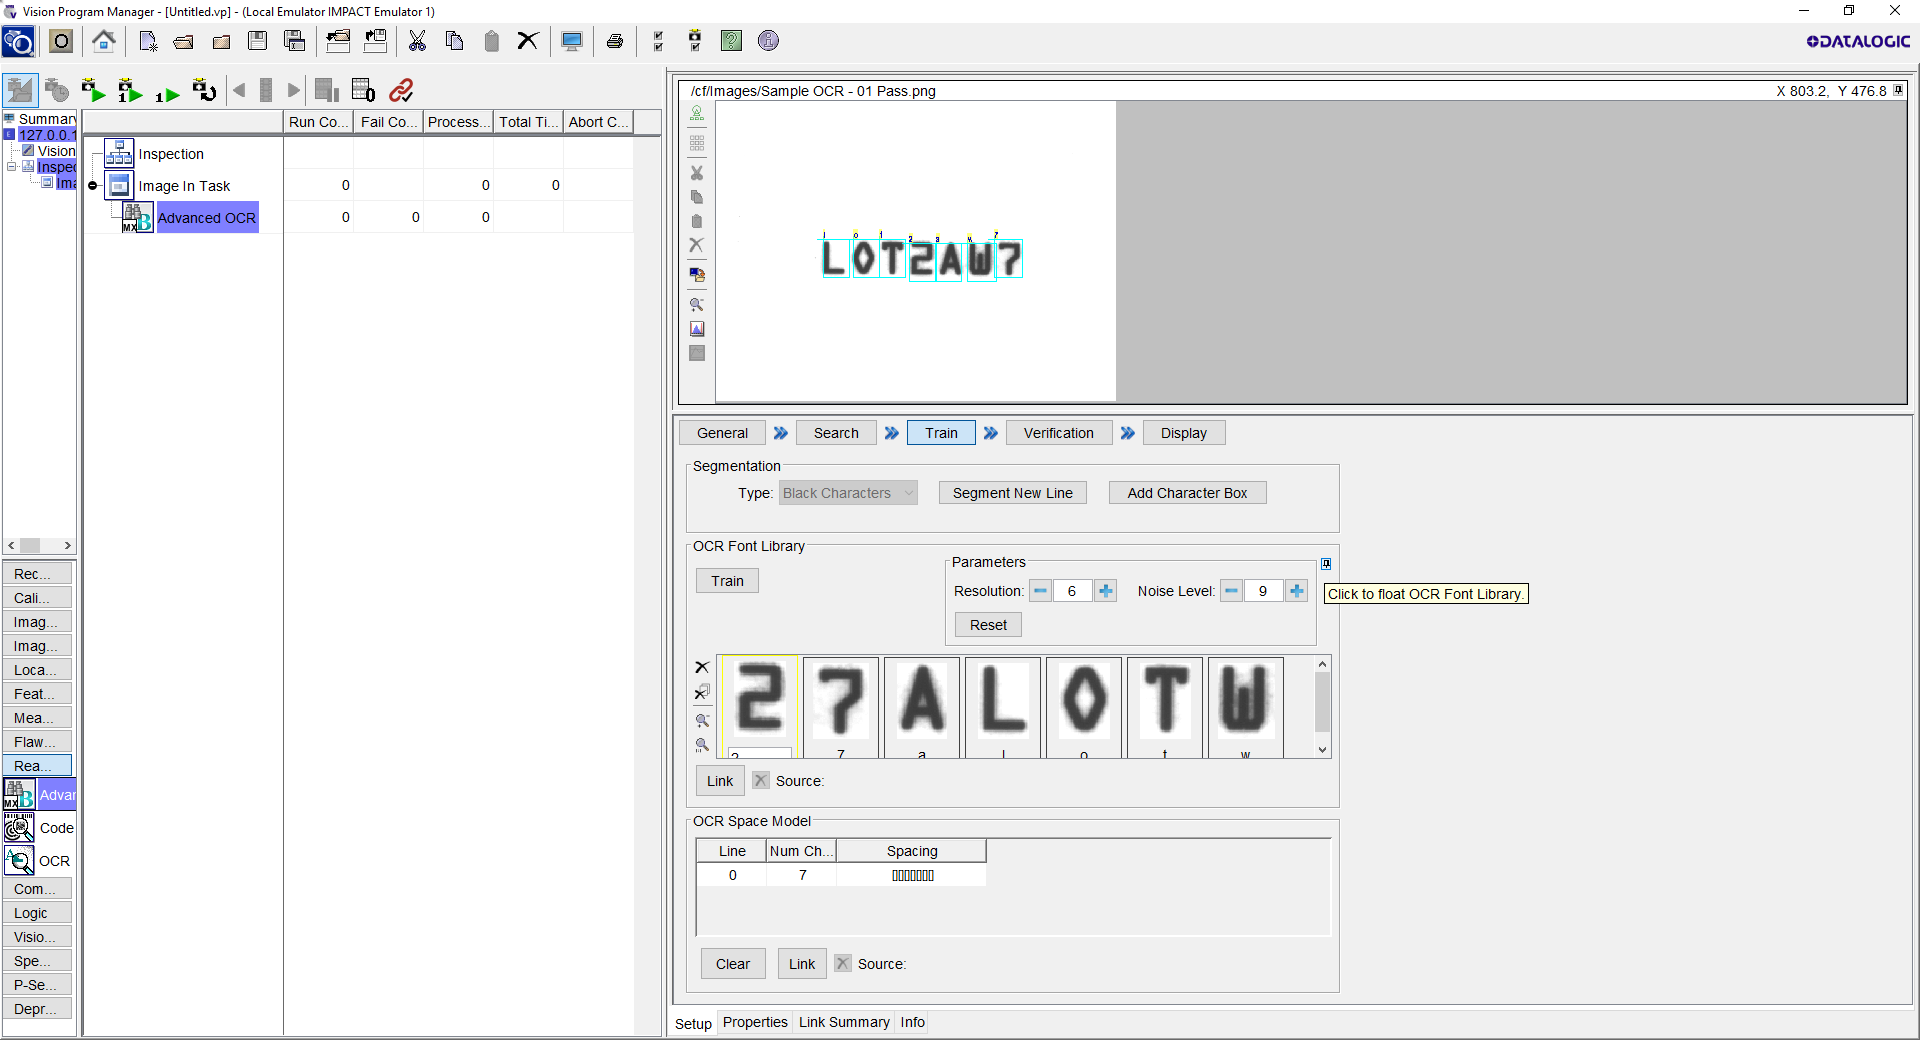 Vision Program Manager - [Untitled.vp] - (Local Emulator IMPACT Emulator 1)
DATALOGIC
Summary
127.0.0.1
Vision
Inspec
Ima
Run Co... Fail Co... Process... Total Ti... Abort C...
Inspection
Image In Task 0 0 0
Advanced OCR 0 0 0
/cf/Images/Sample OCR - 01 Pass.png X 803.2, Y 476.8
l o t 2 a w 7
LOT2AW7
General Search Train Verification Display
Segmentation
Type: Black Characters Segment New Line Add Character Box
OCR Font Library
Train
Parameters
Resolution: 6 Noise Level: 9
Reset
Click to float OCR Font Library.
2 7 A L O T W
2 7 a l o t w
Link Source:
OCR Space Model
Line Num Ch... Spacing
0 7
Clear Link Source:
Setup Properties Link Summary Info
Rec...
Cali...
Imag...
Imag...
Loca...
Feat...
Mea...
Flaw...
Rea...
MX B Advan
Code
OCR
Com...
Logic
Visio...
Spe...
P-Se...
Depr...